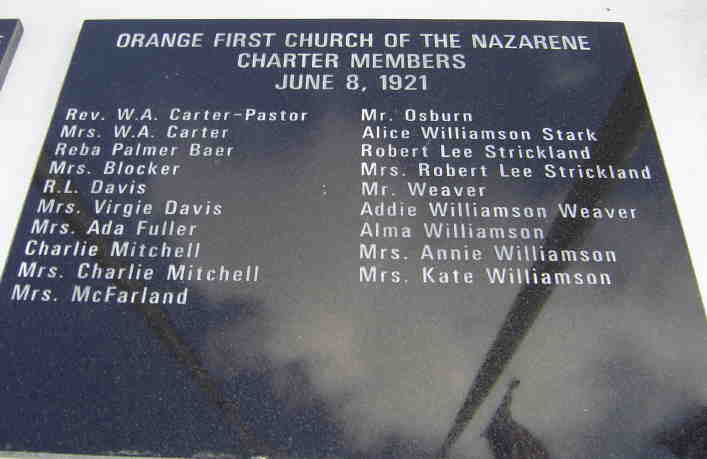 ORANGE FIRST CHURCH OF THE NAZARENE
CHARTER MEMBERS
JUNE 8, 1921
Rev. W.A. Carter-Pastor
Mrs. W.A. Carter
Reba Palmer Baer
Mrs. Blocker
R.L. Davis
Mrs. Virgie Davis
Mrs. Ada Fuller
Charlie Mitchell
Mrs. Charlie Mitchell
Mrs. McFarland
Mr. Osburn
Alice Williamson Stark
Robert Lee Strickland
Mrs. Robert Lee Strickland
Mr. Weaver
Addie Williamson Weaver
Alma Williamson
Mrs. Annie Williamson
Mrs. Kate Williamson